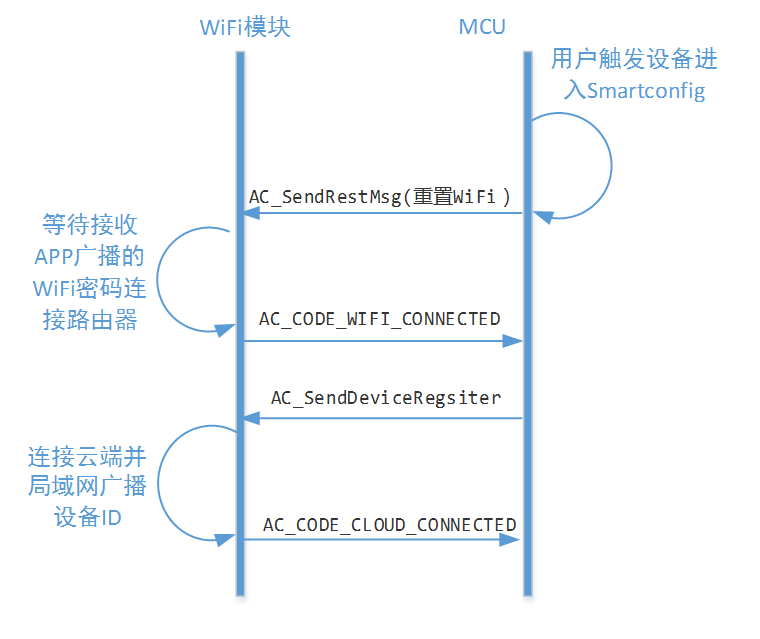 WiFi模块
MCU
用户触发设备进
入Smartconfig
AC_SendRestMsg(重置WiFi)
等待接收
APP广播的
WiFi密码连
接路由器
AC_CODE_WIFI_CONNECTED
AC_SendDeviceRegsiter
连接云端并
局域网广播
设备ID
AC_CODE_CLOUD_CONNECTED